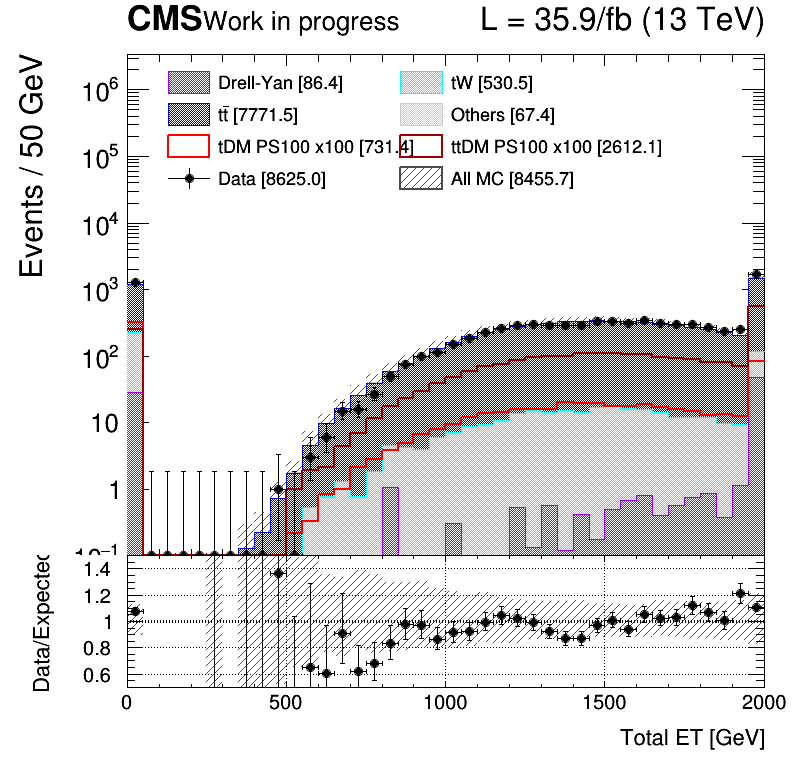 CMS Work in progress L = 35.9/fb (13 TeV)
Events / 50 GeV
10⁶
10⁵
10⁴
10³
10²
10
1
10⁻¹
Drell-Yan [86.4] tW [530.5]
tt̄ [7771.5] Others [67.4]
tDM PS100 x100 [731.4] ttDM PS100 x100 [2612.1]
Data [8625.0] All MC [8455.7]
Data/Expected
1.4
1.2
1
0.8
0.6
0 500 1000 1500 2000
Total ET [GeV]